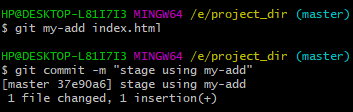 HP@DESKTOP-L81I7I3 MINGW64 /e/project_dir (master)
$ git my-add index.html
HP@DESKTOP-L81I7I3 MINGW64 /e/project_dir (master)
$ git commit -m "stage using my-add"
[master 37e90a6] stage using my-add
 1 file changed, 1 insertion(+)